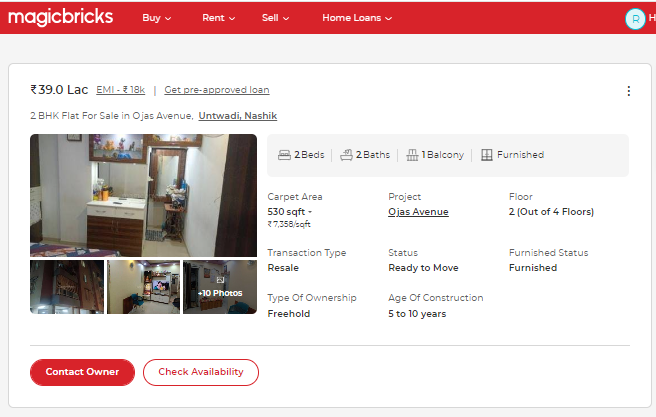 magicbricks Buy Rent Sell Home Loans R H
₹39.0 Lac EMI - ₹ 18k | Get pre-approved loan
2 BHK Flat For Sale in Ojas Avenue, Untwadi, Nashik
2 Beds 2 Baths 1 Balcony Furnished
Carpet Area Project Floor
530 sqft Ojas Avenue 2 (Out of 4 Floors)
₹ 7,358/sqft
Transaction Type Status Furnished Status
Resale Ready to Move Furnished
+10 Photos
Type Of Ownership Age Of Construction
Freehold 5 to 10 years
Contact Owner Check Availability